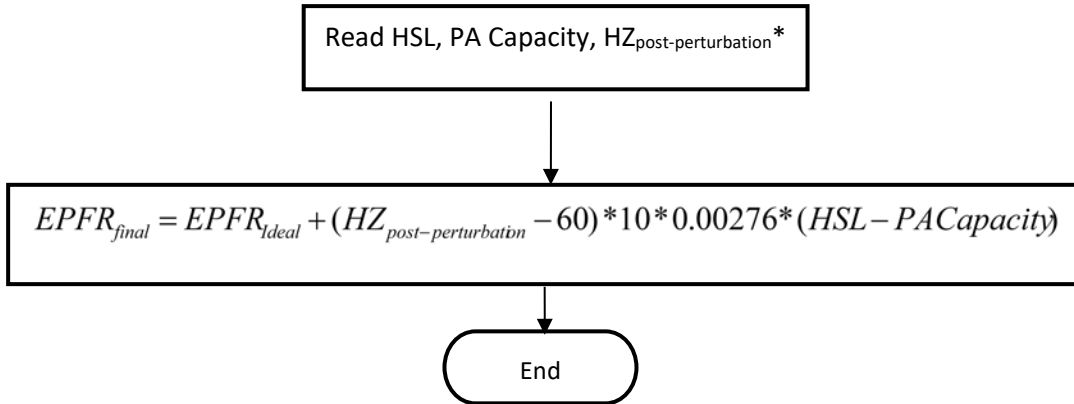 Read HSL, PA Capacity, HZpost-perturbation*
EPFRfinal = EPFRIdeal + (HZpost−perturbation − 60) * 10 * 0.00276 * (HSL − PACapacity)
End